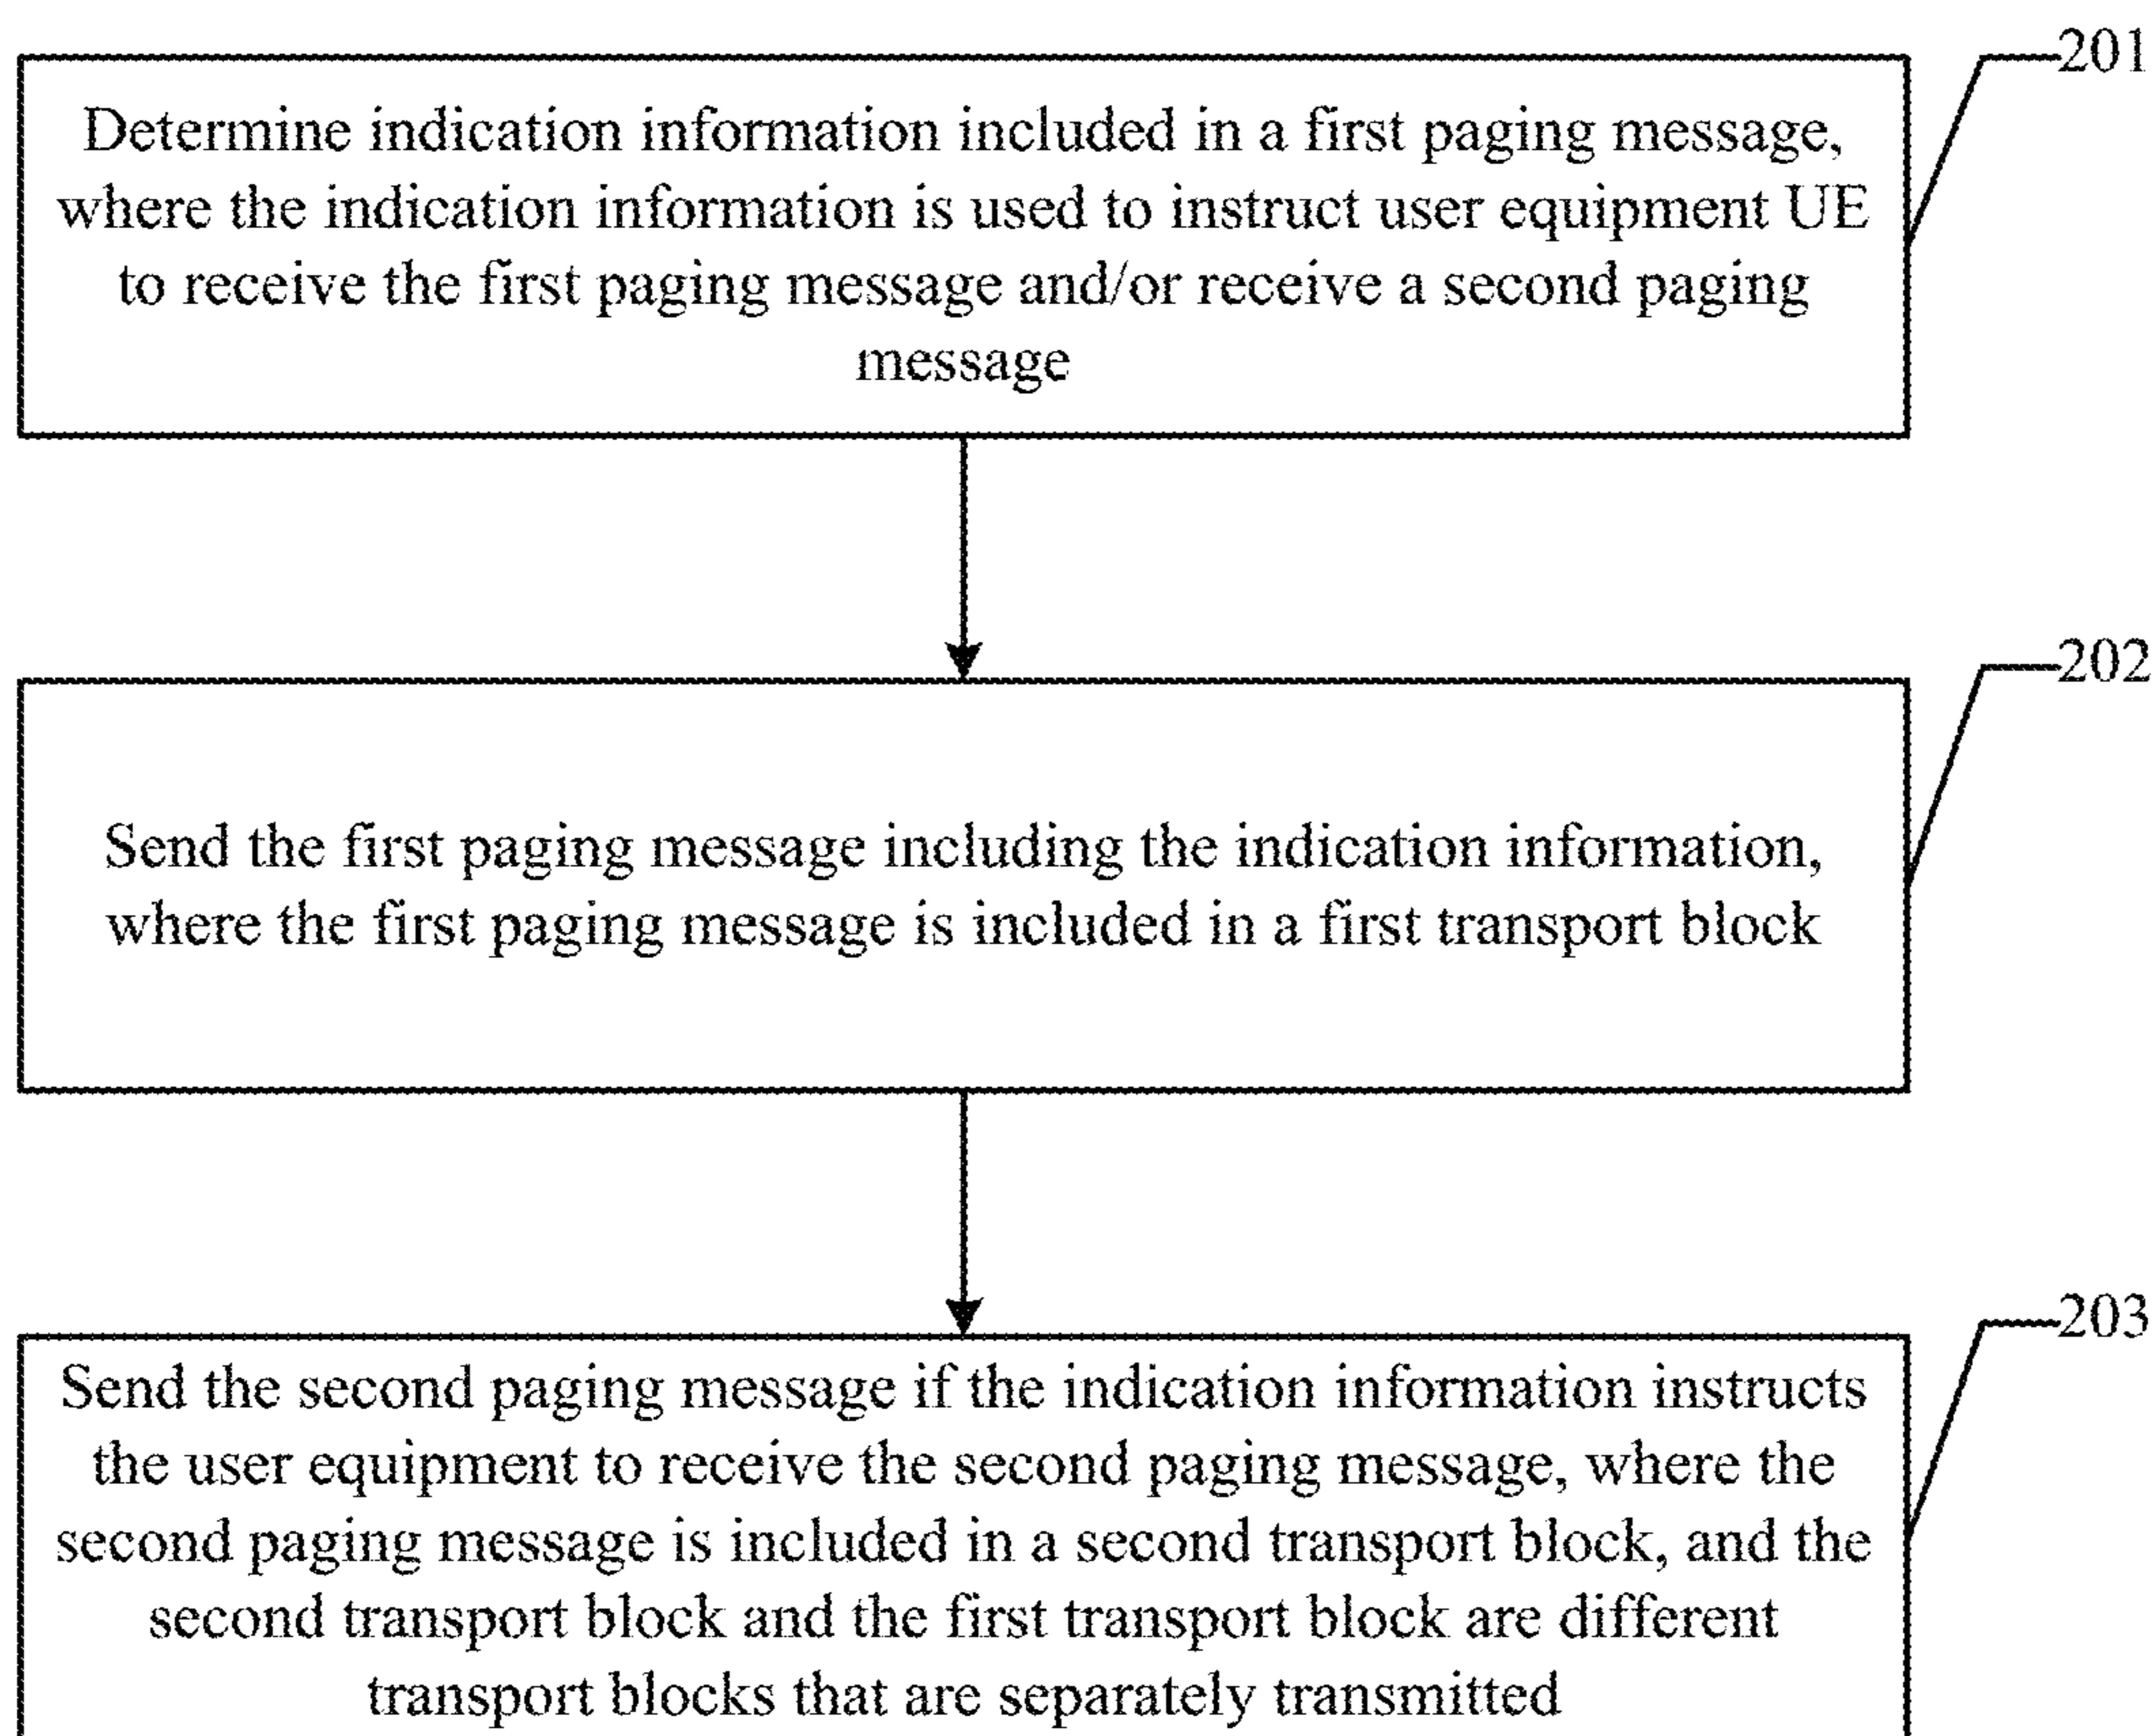 201
Determine indication information included in a first paging message,
where the indication information is used to instruct user equipment UE
to receive the first paging message and/or receive a second paging
message
202
Send the first paging message including the indication information,
where the first paging message is included in a first transport block
203
Send the second paging message if the indication information instructs
the user equipment to receive the second paging message, where the
second paging message is included in a second transport block, and the
second transport block and the first transport block are different
transport blocks that are separately transmitted